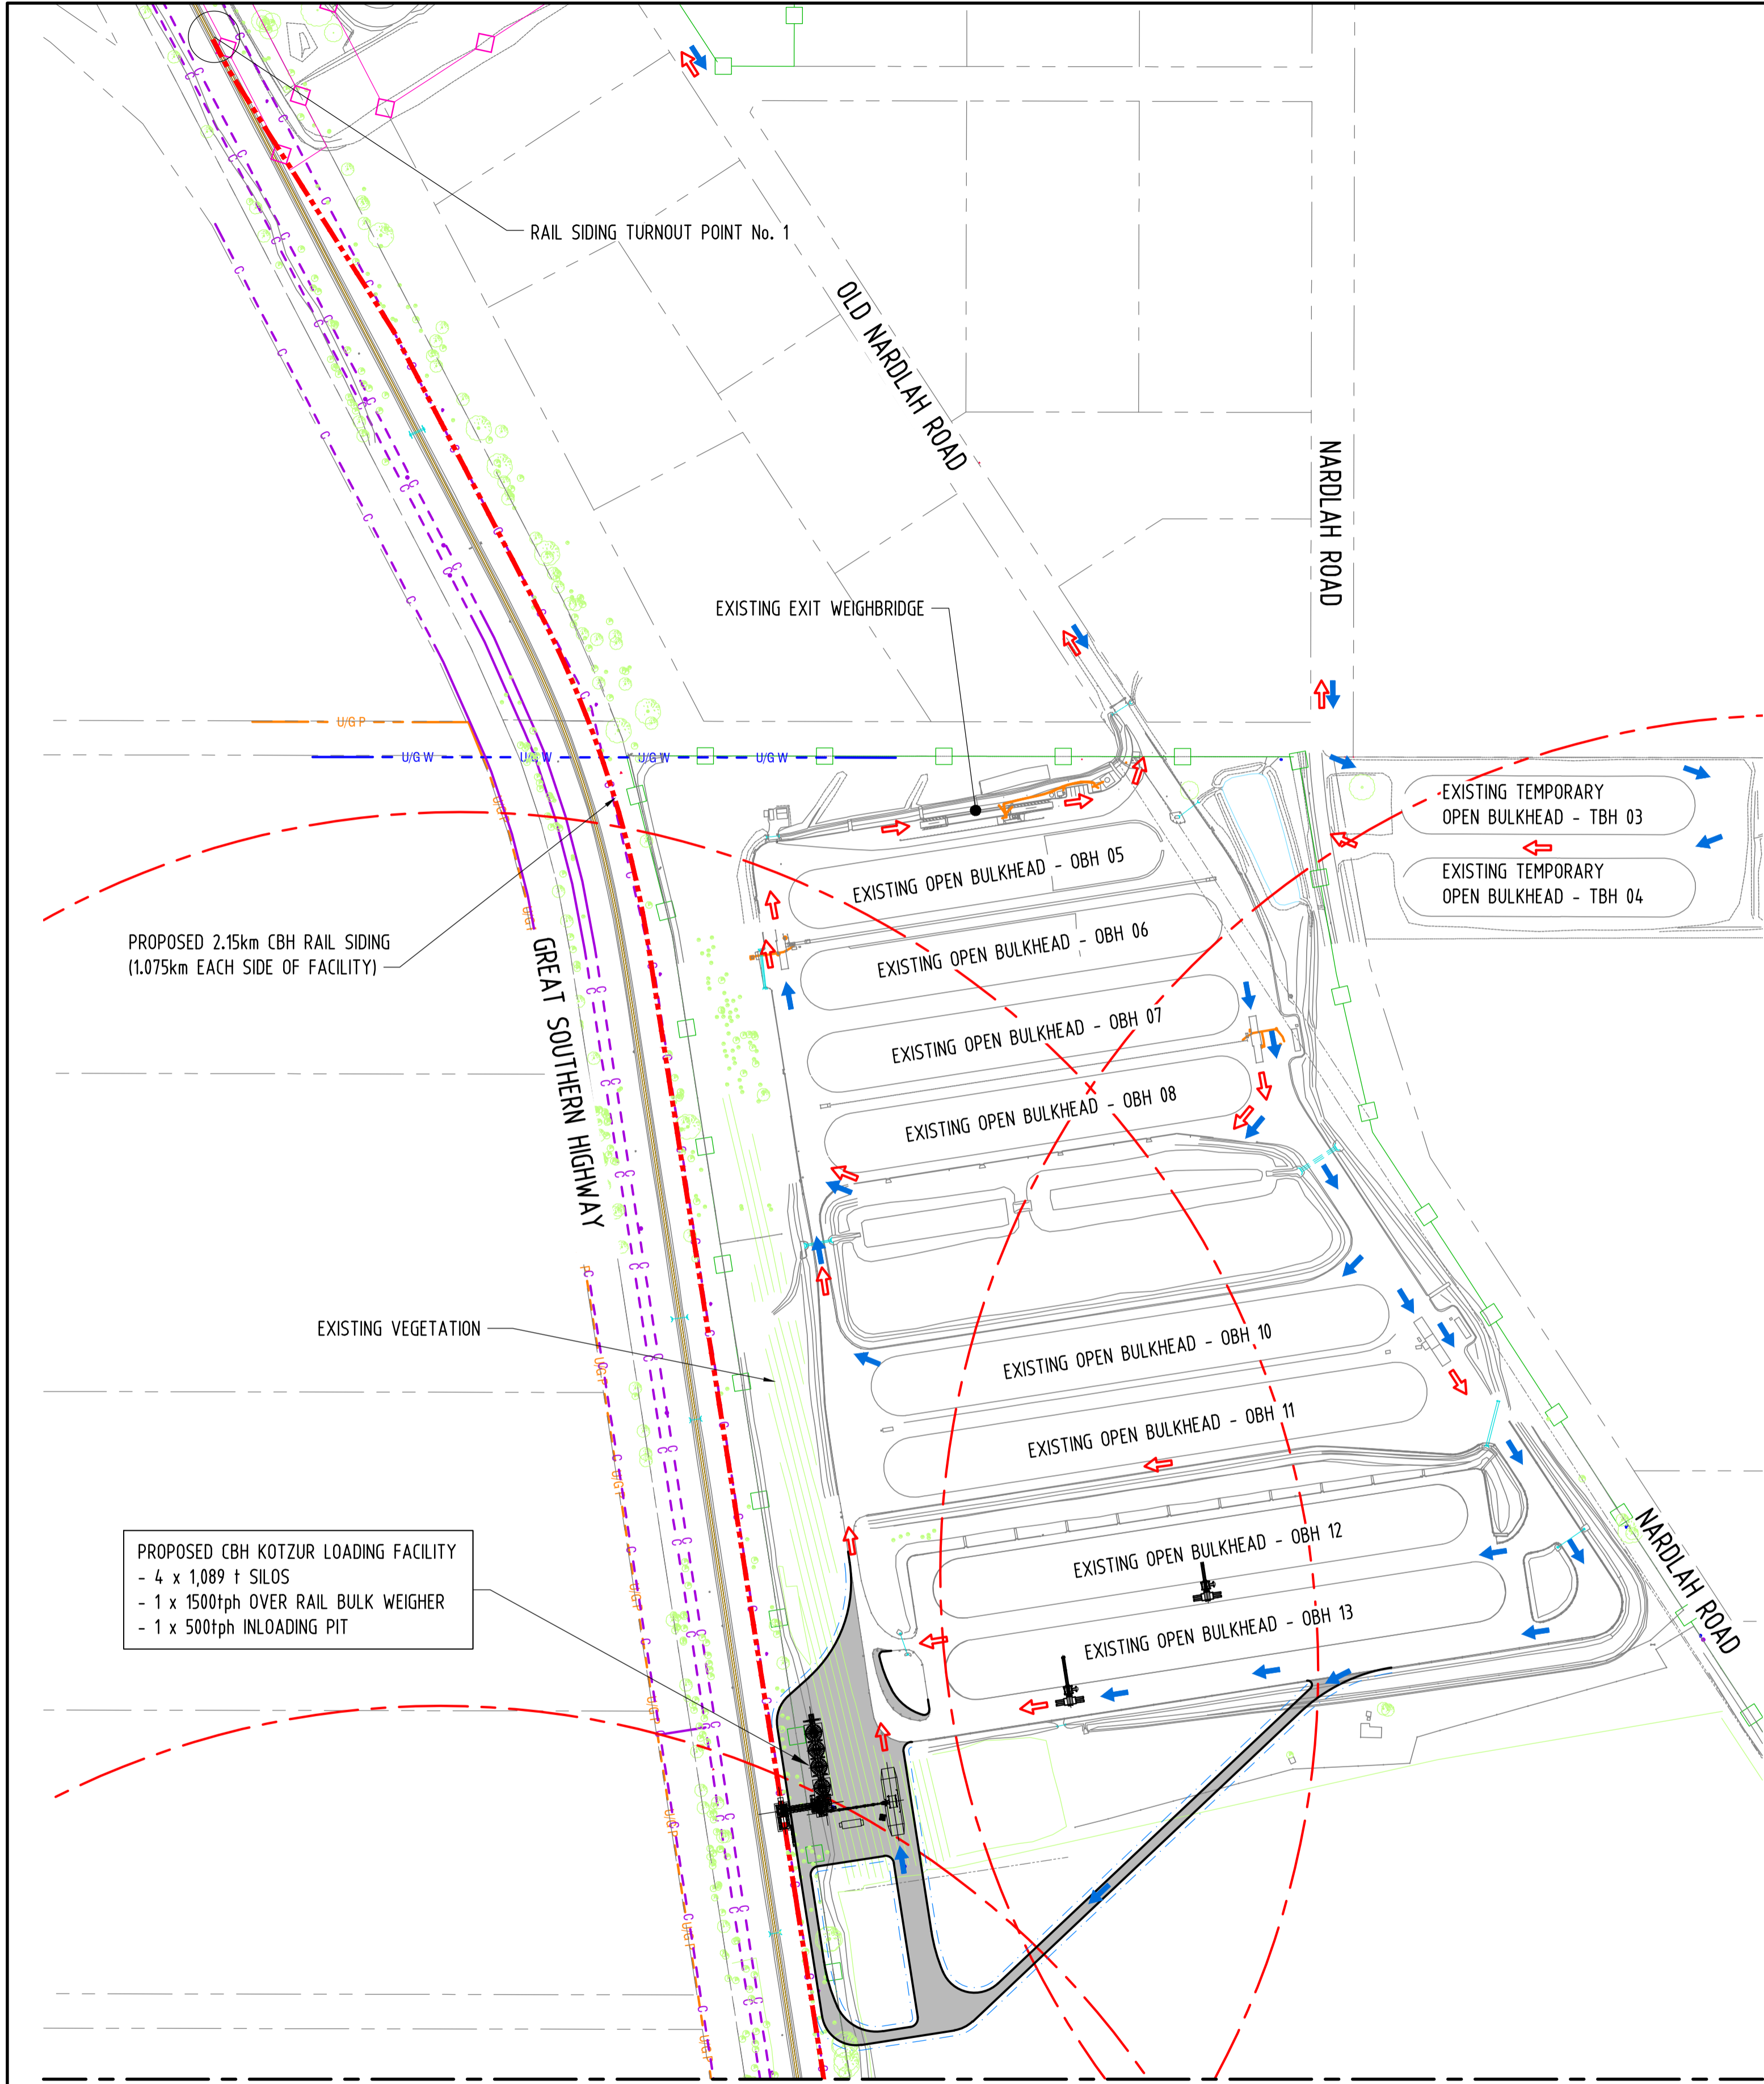 RAIL SIDING TURNOUT POINT No. 1
OLD NARDLAH ROAD
NARDLAH ROAD
EXISTING EXIT WEIGHBRIDGE
U/G P
U/G W
U/G W
U/G W
U/G W
U/G P
EXISTING TEMPORARY
OPEN BULKHEAD - TBH 03
EXISTING TEMPORARY
OPEN BULKHEAD - TBH 04
EXISTING OPEN BULKHEAD - OBH 05
EXISTING OPEN BULKHEAD - OBH 06
PROPOSED 2.15km CBH RAIL SIDING
(1.075km EACH SIDE OF FACILITY)
GREAT SOUTHERN HIGHWAY
EXISTING OPEN BULKHEAD - OBH 07
EXISTING OPEN BULKHEAD - OBH 08
EXISTING VEGETATION
EXISTING OPEN BULKHEAD - OBH 10
EXISTING OPEN BULKHEAD - OBH 11
U/G P
U/G P
EXISTING OPEN BULKHEAD - OBH 12
EXISTING OPEN BULKHEAD - OBH 13
NARDLAH ROAD
PROPOSED CBH KOTZUR LOADING FACILITY
- 4 x 1,089 t SILOS
- 1 x 1500tph OVER RAIL BULK WEIGHER
- 1 x 500tph INLOADING PIT
U/G P
U/G P
U/G P
U/G P
U/G P